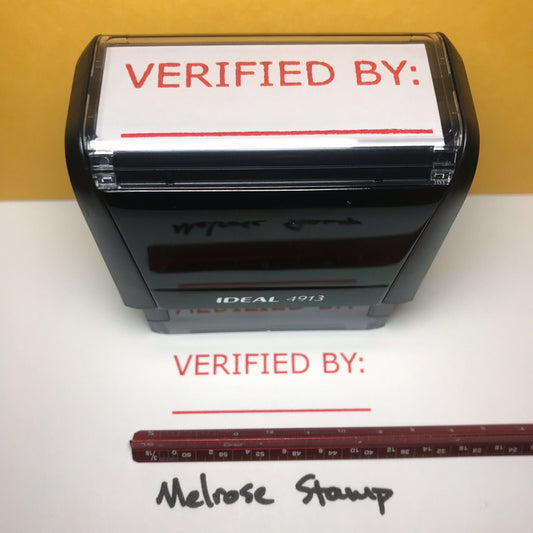 VERIFIED BY:
IDEAL 4913
VERIFIED BY:
Melrose Stamp